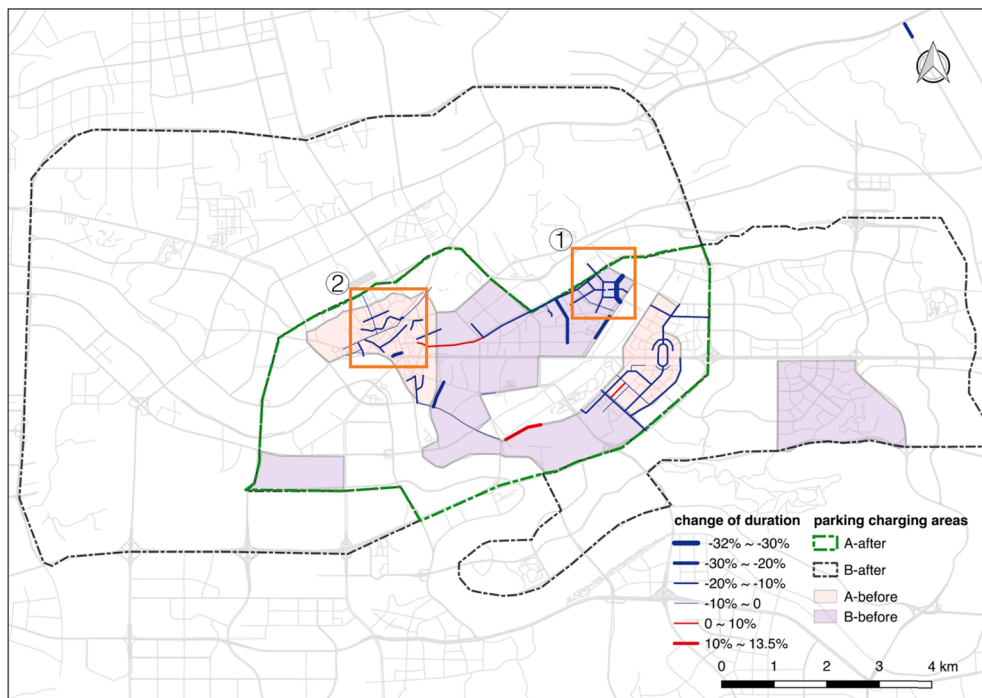 ①
②
change of duration
-32% ~ -30%
-30% ~ -20%
-20% ~ -10%
-10% ~ 0
0 ~ 10%
10% ~ 13.5%
parking charging areas
A-after
B-after
A-before
B-before
0 1 2 3 4 km